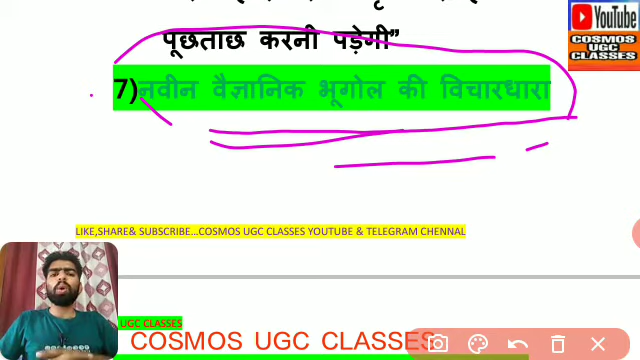 पूछताछ करनी पड़ेगी”
YouTube
COSMOS
UGC
CLASSES
7)नवीन वैज्ञानिक भूगोल की विचारधारा
LIKE,SHARE& SUBSCRIBE...COSMOS UGC CLASSES YOUTUBE & TELEGRAM CHENNAL
UGC CLASSES
COSMOS UGC CLASSES